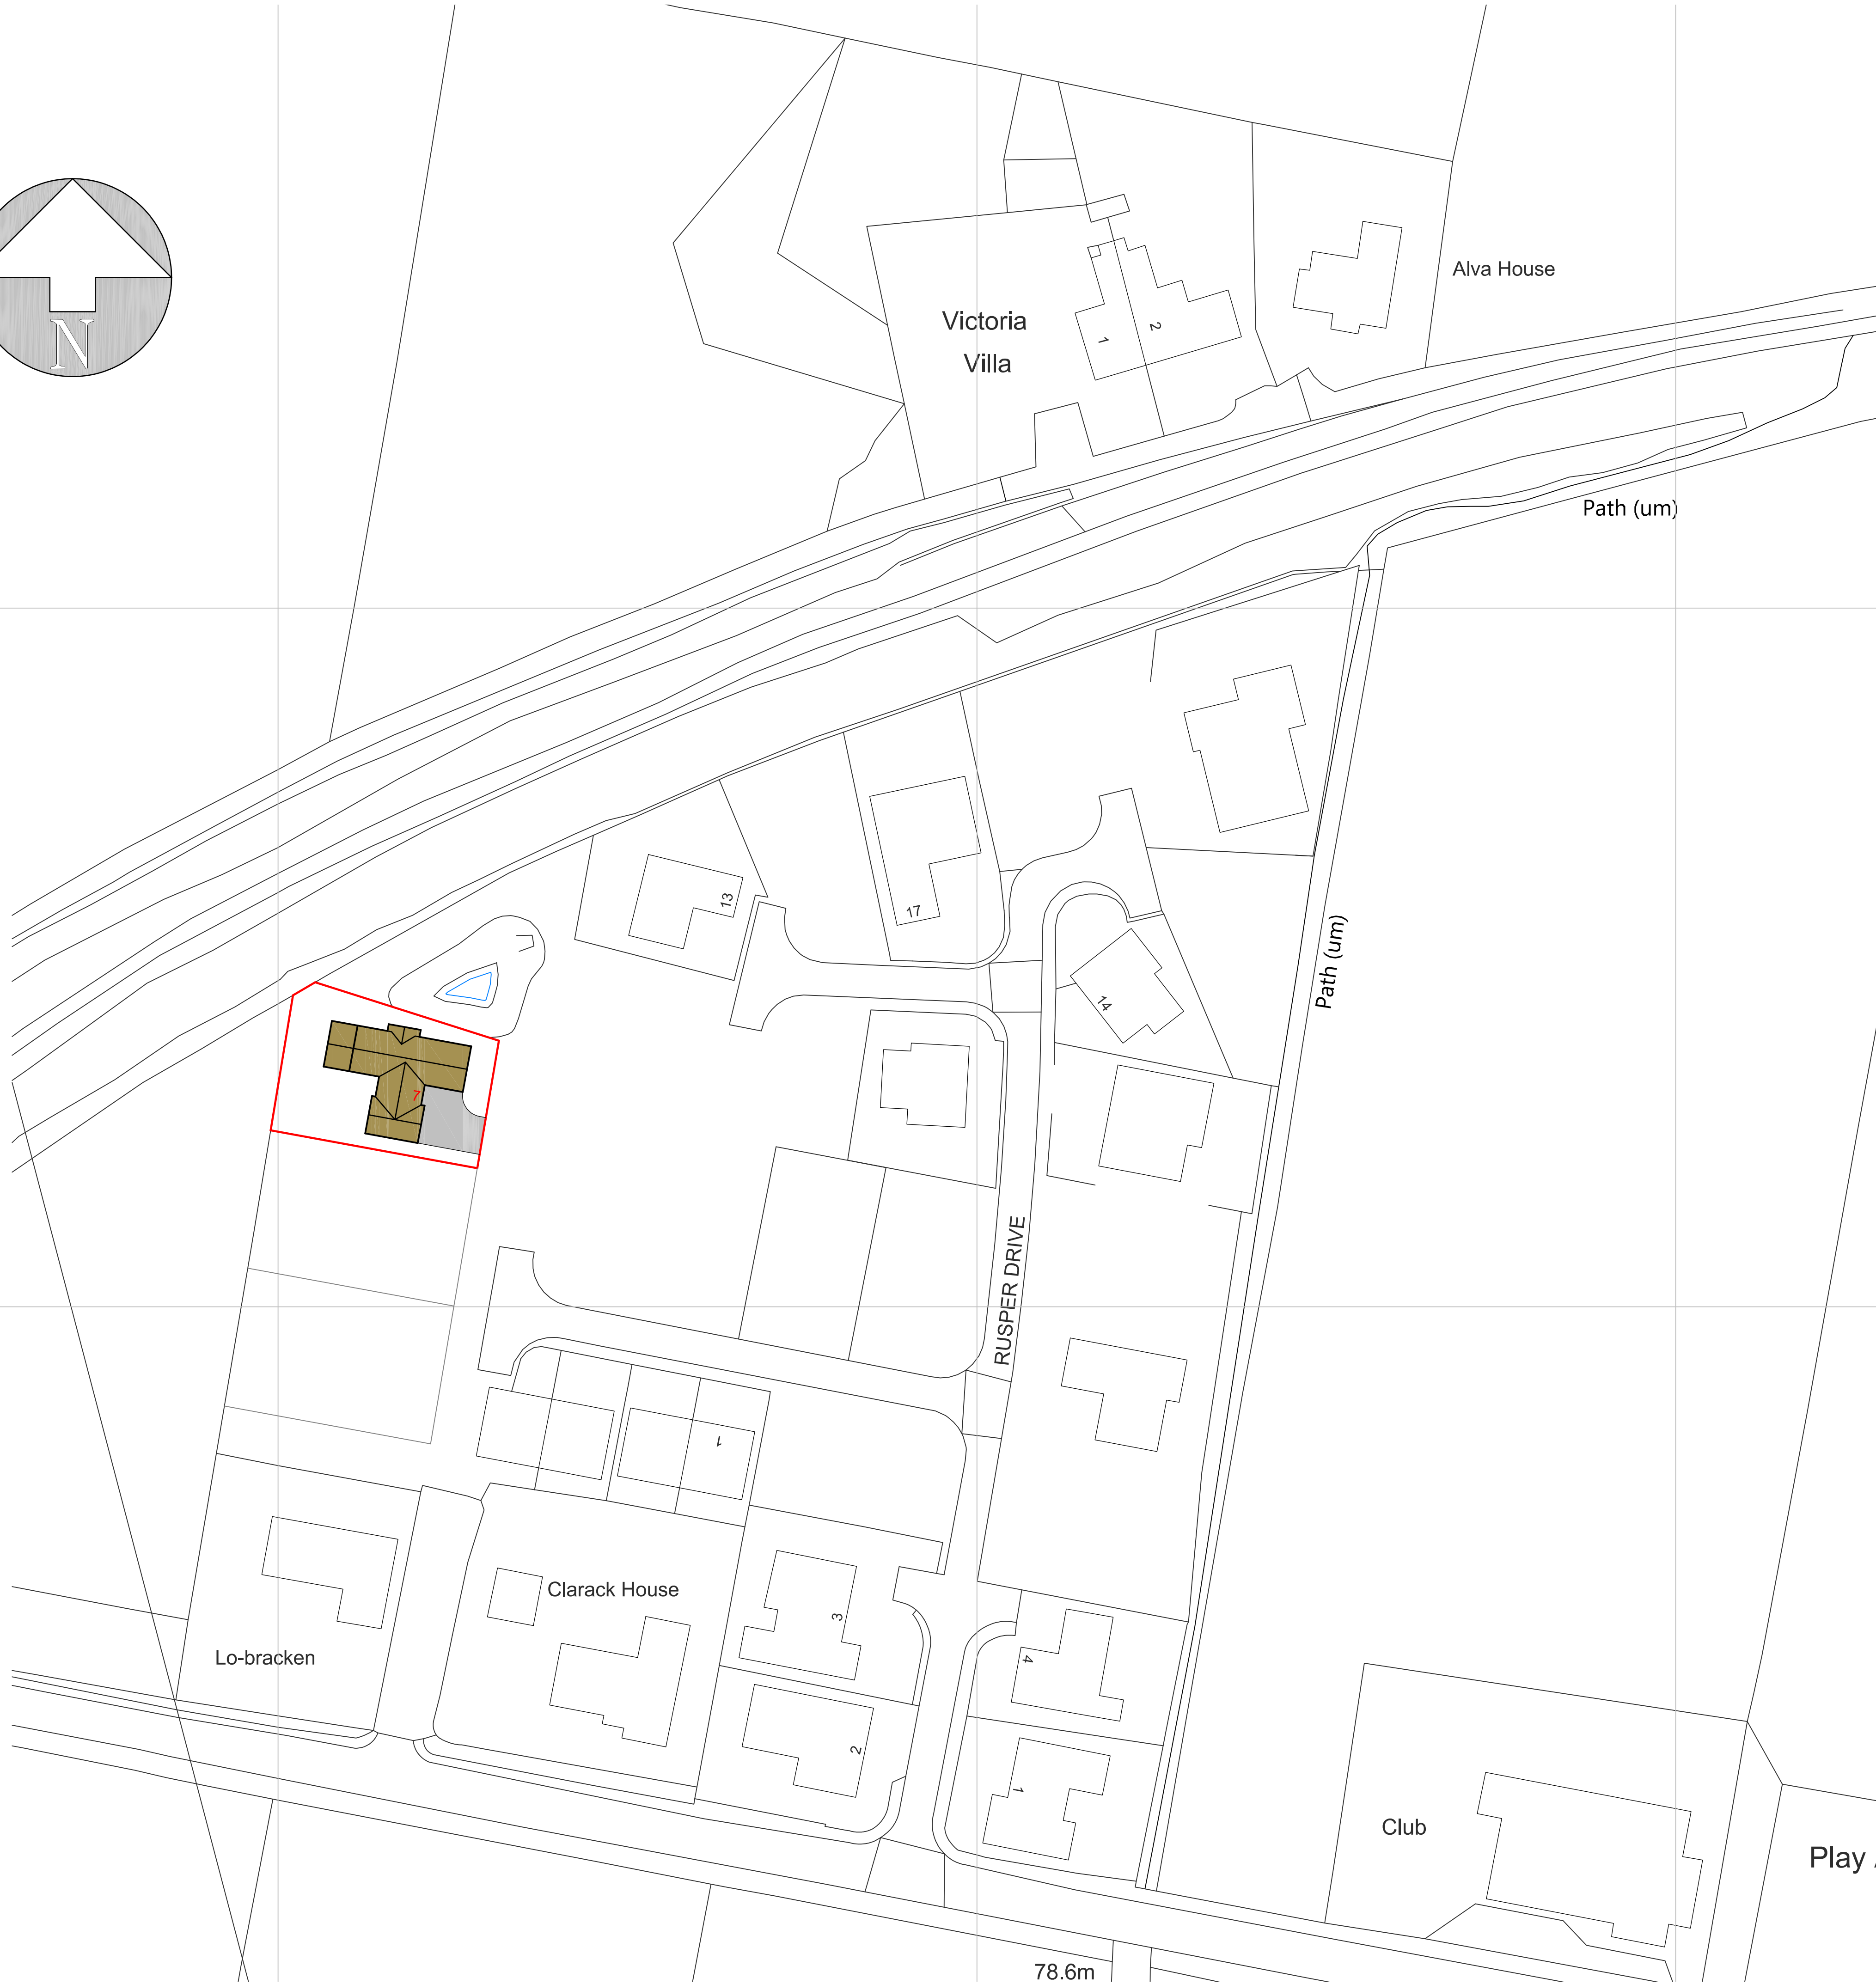 N
Alva House
Victoria
Villa
1
2
Path (um)
13
17
14
Path (um)
7
RUSPER DRIVE
1
Clarack House
3
4
Lo-bracken
2
1
Club
Play
78.6m